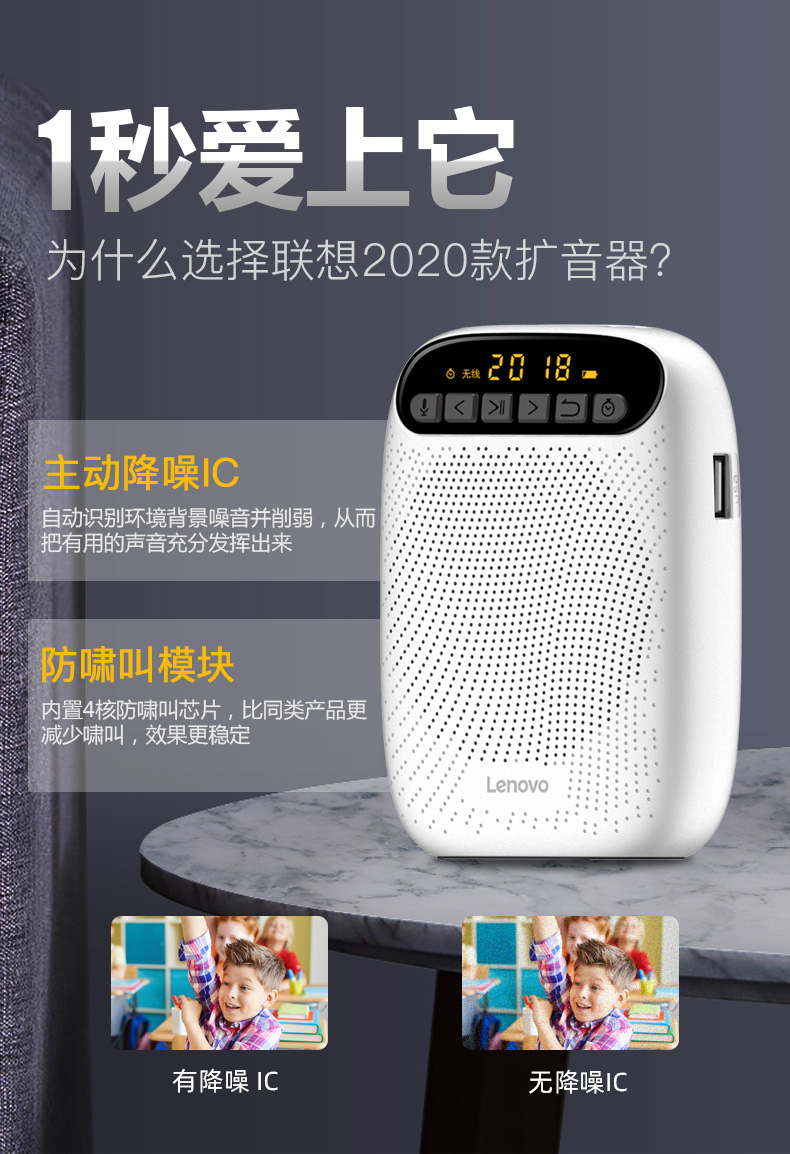 1秒爱上它
为什么选择联想2020款扩音器?
无线 20 18
主动降噪IC
自动识别环境背景噪音并削弱，从而
把有用的声音充分发挥出来
防啸叫模块
内置4核防啸叫芯片，比同类产品更
减少啸叫，效果更稳定
Lenovo
有降噪 IC
无降噪IC